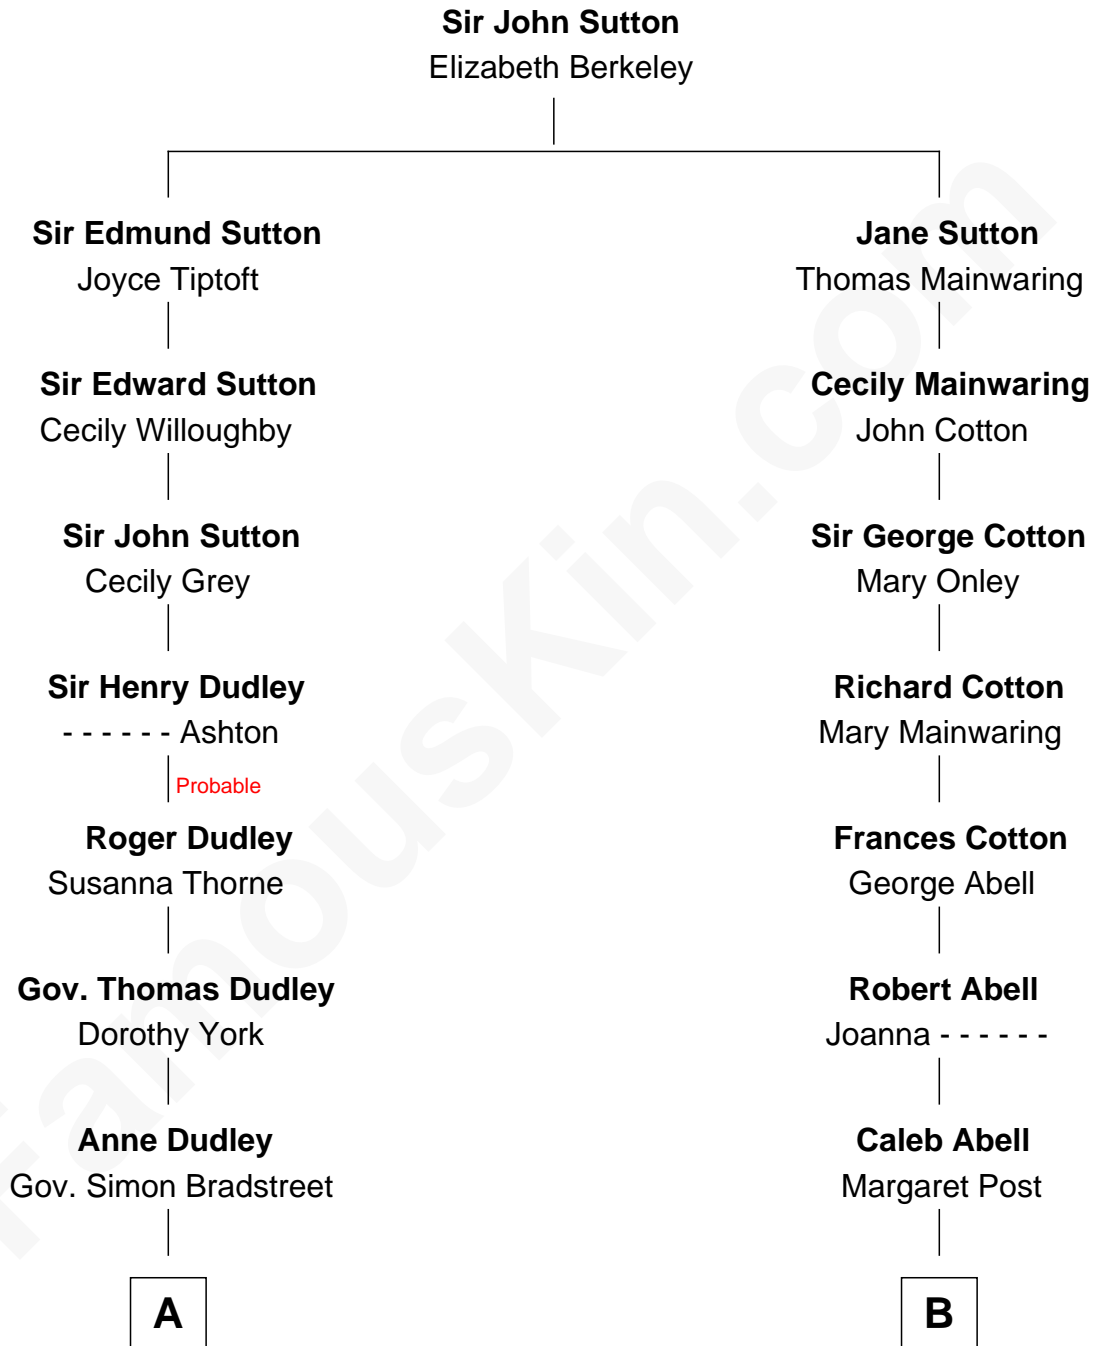 Sir John Sutton
Elizabeth Berkeley
Sir Edmund Sutton
Joyce Tiptoft
Jane Sutton
Thomas Mainwaring
Sir Edward Sutton
Cecily Willoughby
Cecily Mainwaring
John Cotton
Sir John Sutton
Cecily Grey
Sir George Cotton
Mary Onley
Sir Henry Dudley
- - - - - - Ashton
Probable
Richard Cotton
Mary Mainwaring
Roger Dudley
Susanna Thorne
Frances Cotton
George Abell
Gov. Thomas Dudley
Dorothy York
Robert Abell
Joanna - - - - - -
Anne Dudley
Gov. Simon Bradstreet
Caleb Abell
Margaret Post
A
B
FamousKin.com